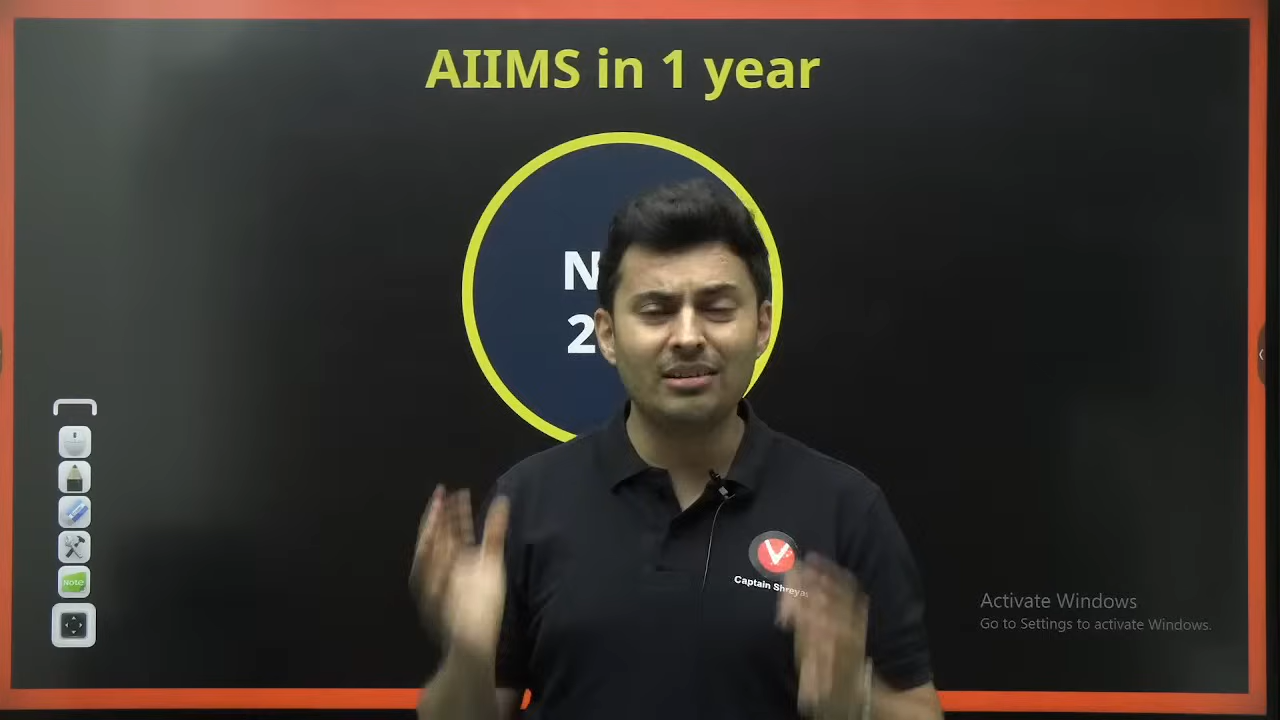 AIIMS in 1 year
N
2
V
Captain Shreyas
Note
Activate Windows
Go to Settings to activate Windows.